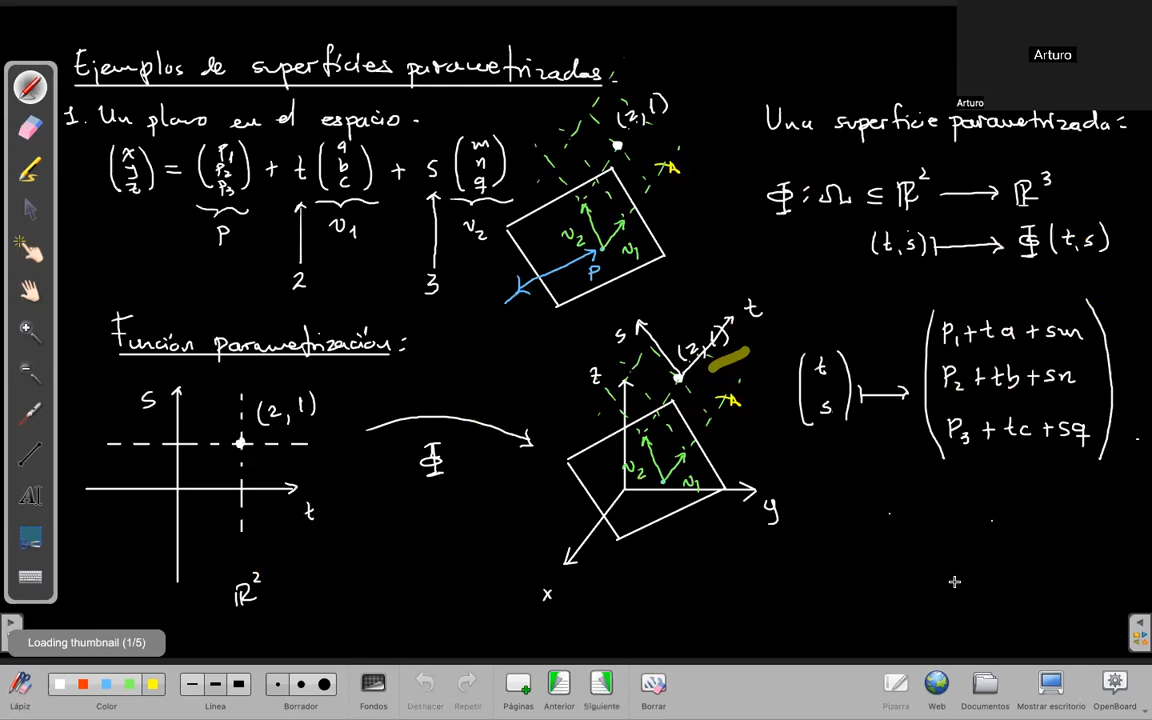 Arturo
Arturo
Ejemplos de superficies parametrizadas.
1. Un plano en el espacio.
(x y z) = (p1 p2 p3) + t (a b c) + s (m n q)
P v1 v2
2 3
(2,1)
A
v2 v1
P
Una superficie parametrizada:
Φ : Ω ⊆ R² → R³
(t,s) ↦ Φ(t,s)
Función parametrización:
s
(2,1)
t
R²
Φ
s t
(2,1)
z
A
v2 v1
y
x
(t s) ↦ (P1 + ta + sm
P2 + tb + sn
P3 + tc + sq)
Loading thumbnail (1/5)
Lápiz Color Línea Borrador Fondos Deshacer Repetir Páginas Anterior Siguiente Borrar Pizarra Web Documentos Mostrar escritorio OpenBoard